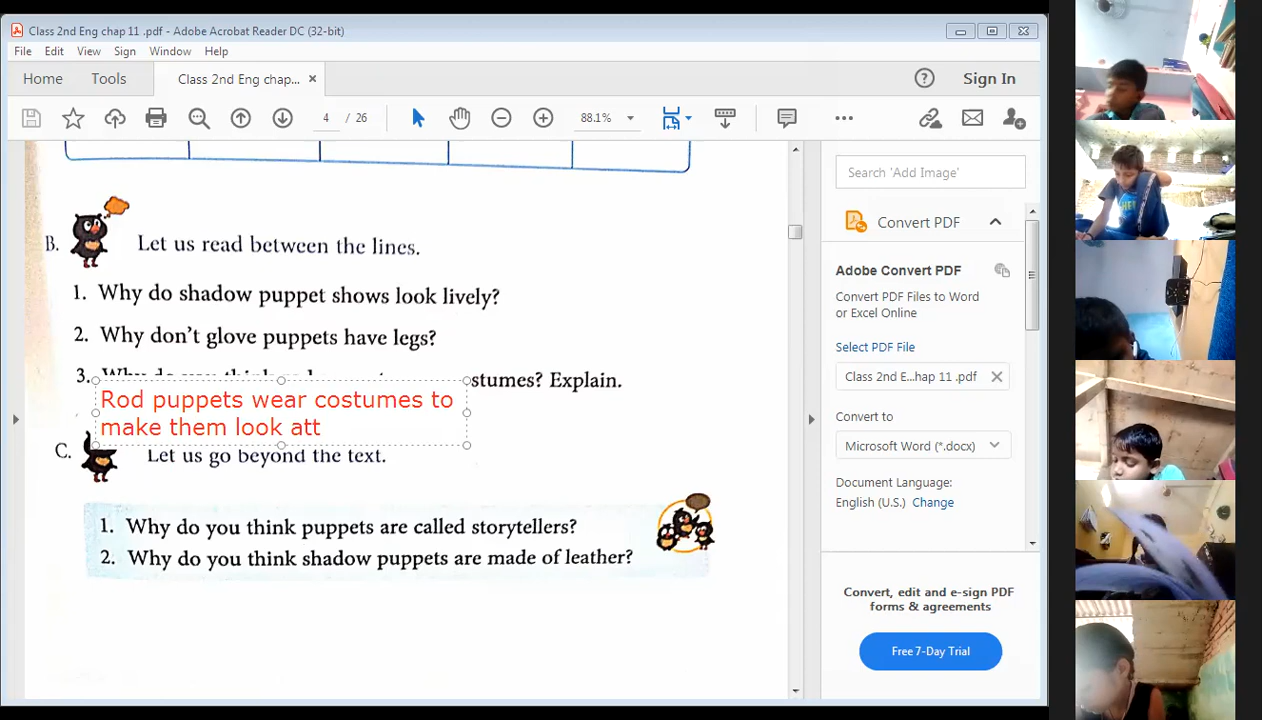 Class 2nd Eng chap 11 .pdf - Adobe Acrobat Reader DC (32-bit)
File Edit View Sign Window Help
Home Tools Class 2nd Eng chap... Sign In
4 / 26 88.1%
B. Let us read between the lines.
1. Why do shadow puppet shows look lively?
2. Why don't glove puppets have legs?
3. stumes? Explain.
Rod puppets wear costumes to
make them look att
C. Let us go beyond the text.
1. Why do you think puppets are called storytellers?
2. Why do you think shadow puppets are made of leather?
Search 'Add Image'
Convert PDF
Adobe Convert PDF
Convert PDF Files to Word
or Excel Online
Select PDF File
Class 2nd E...hap 11 .pdf
Convert to
Microsoft Word (*.docx)
Document Language:
English (U.S.) Change
Convert, edit and e-sign PDF
forms & agreements
Free 7-Day Trial